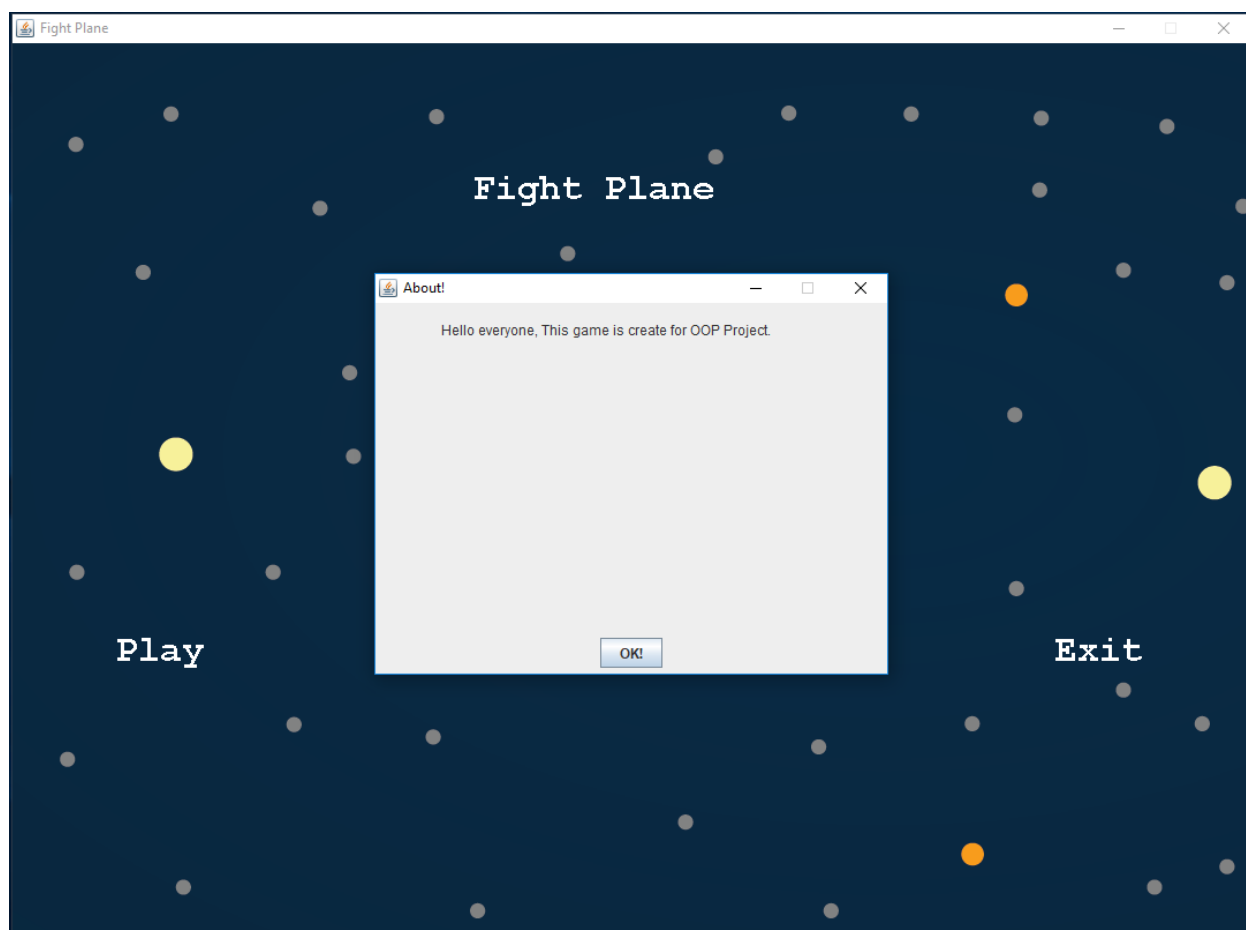 Fight Plane
Fight Plane
About!
Hello everyone, This game is create for OOP Project.
OK!
Play
Exit